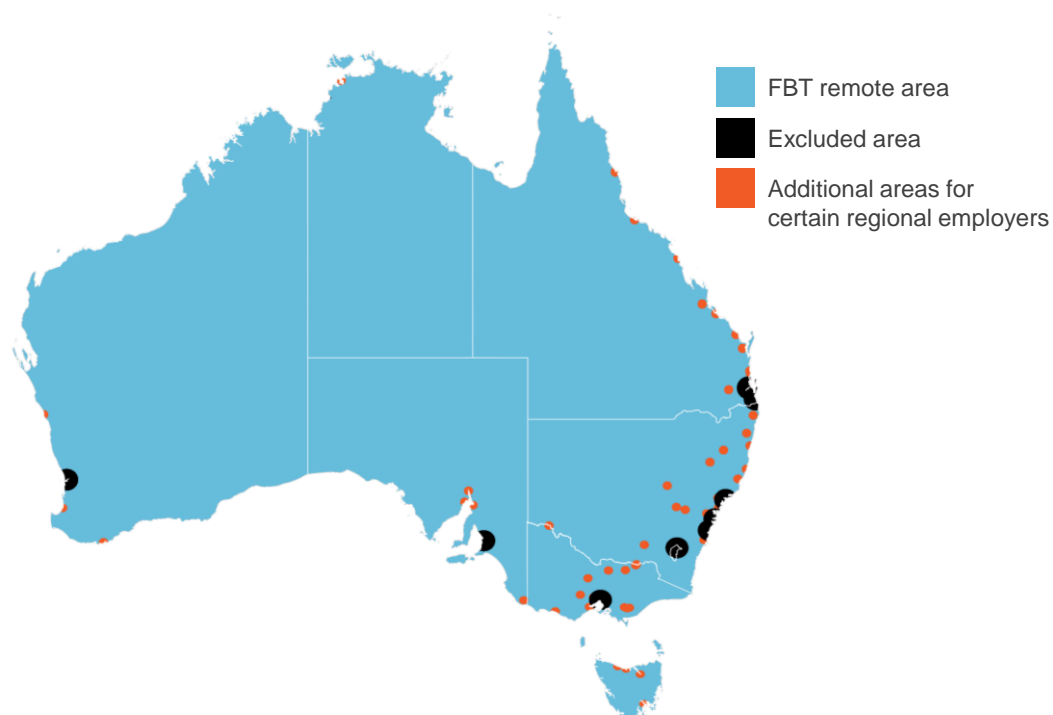 FBT remote area
Excluded area
Additional areas for
certain regional employers